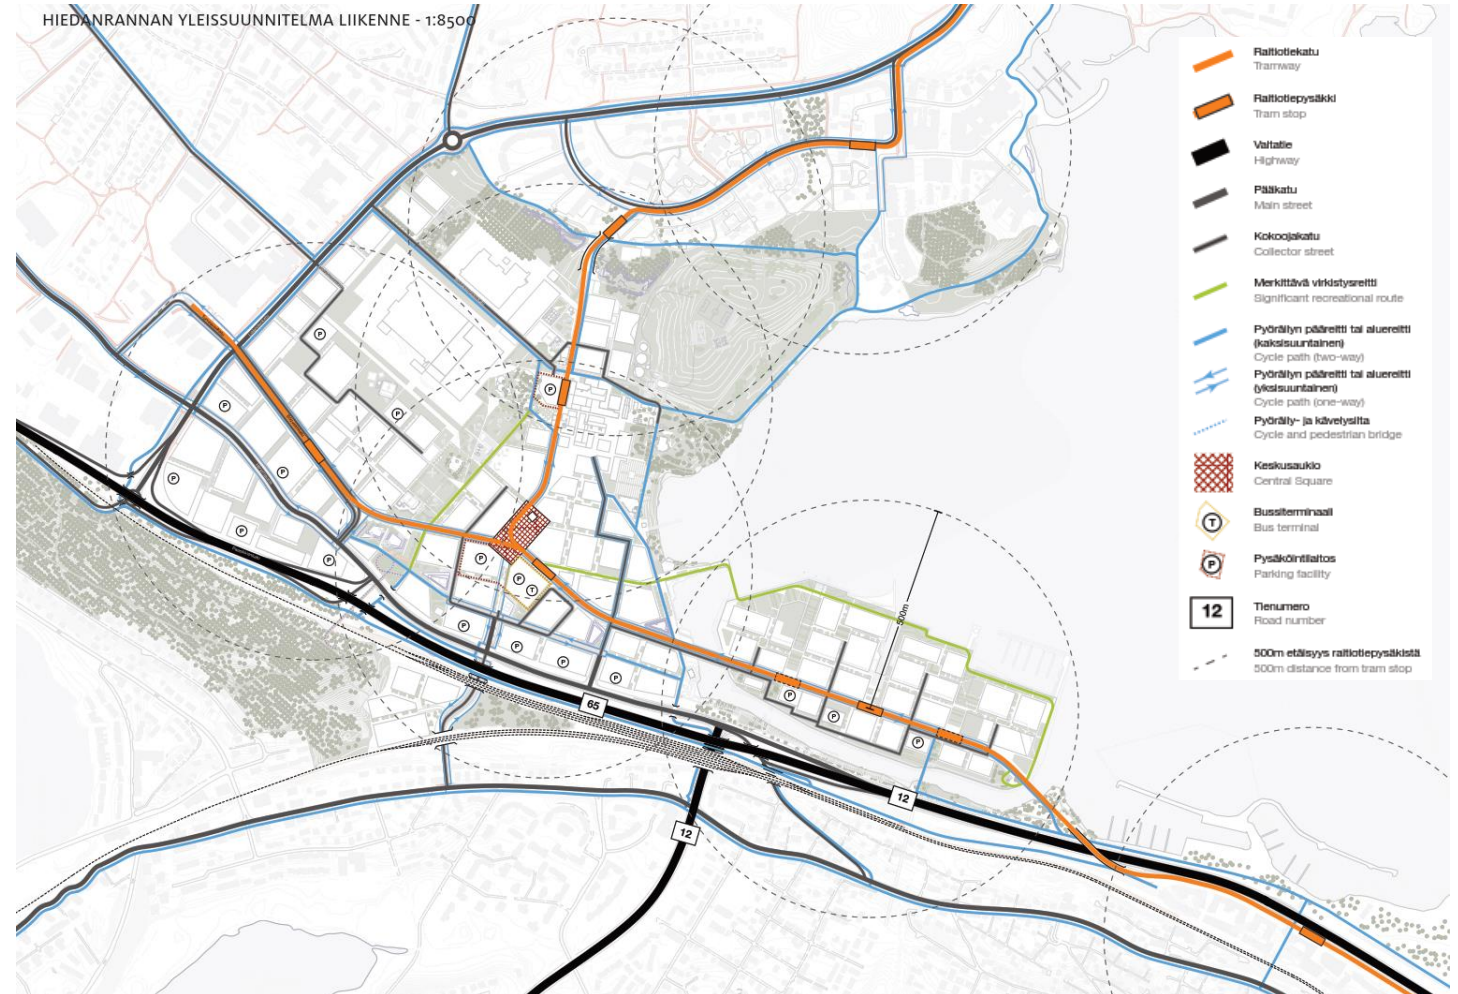 HIEDANRANNAN YLEISSUUNNITELMA LIIKENNE - 1:8500
Raitiotiekatu
Tramway
Raitiotiepysäkki
Tram stop
Valtatie
Highway
Pääkatu
Main street
Kokoojakatu
Collector street
Merkittävä virkistysreitti
Significant recreational route
Pyöräilyn pääreitti tai aluereitti
(kaksisuuntainen)
Cycle path (two-way)
Pyöräilyn pääreitti tai aluereitti
(yksisuuntainen)
Cycle path (one-way)
Pyöräily- ja kävelysilta
Cycle and pedestrian bridge
Keskusaukio
Central Square
T
Bussiterminaali
Bus terminal
P
Pysäköintilaitos
Parking facility
12
Tienumero
Road number
500m etäisyys raitiotiepysäkistä
500m distance from tram stop
P
P
P
P
P
P
P
P
P
P
P
T
P
P
P
P
500m
P
P
P
65
12
12